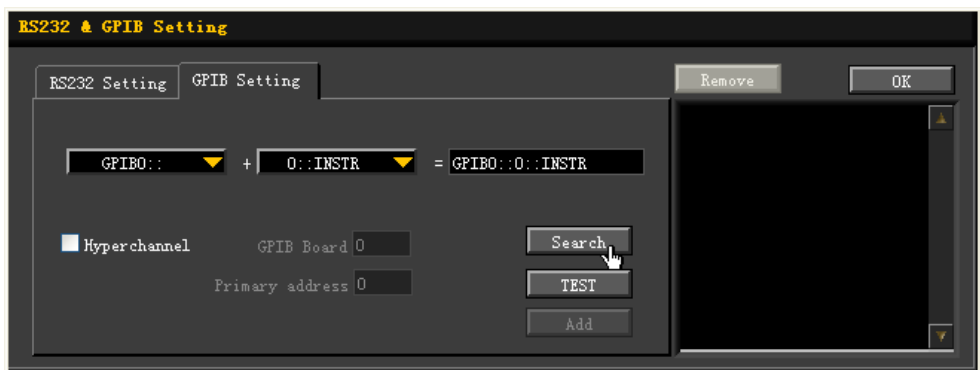 RS232 & GPIB Setting
RS232 Setting GPIB Setting Remove OK
GPIB0:: + 0::INSTR = GPIB0::0::INSTR
Hyperchannel GPIB Board 0 Search
Primary address 0 TEST
Add